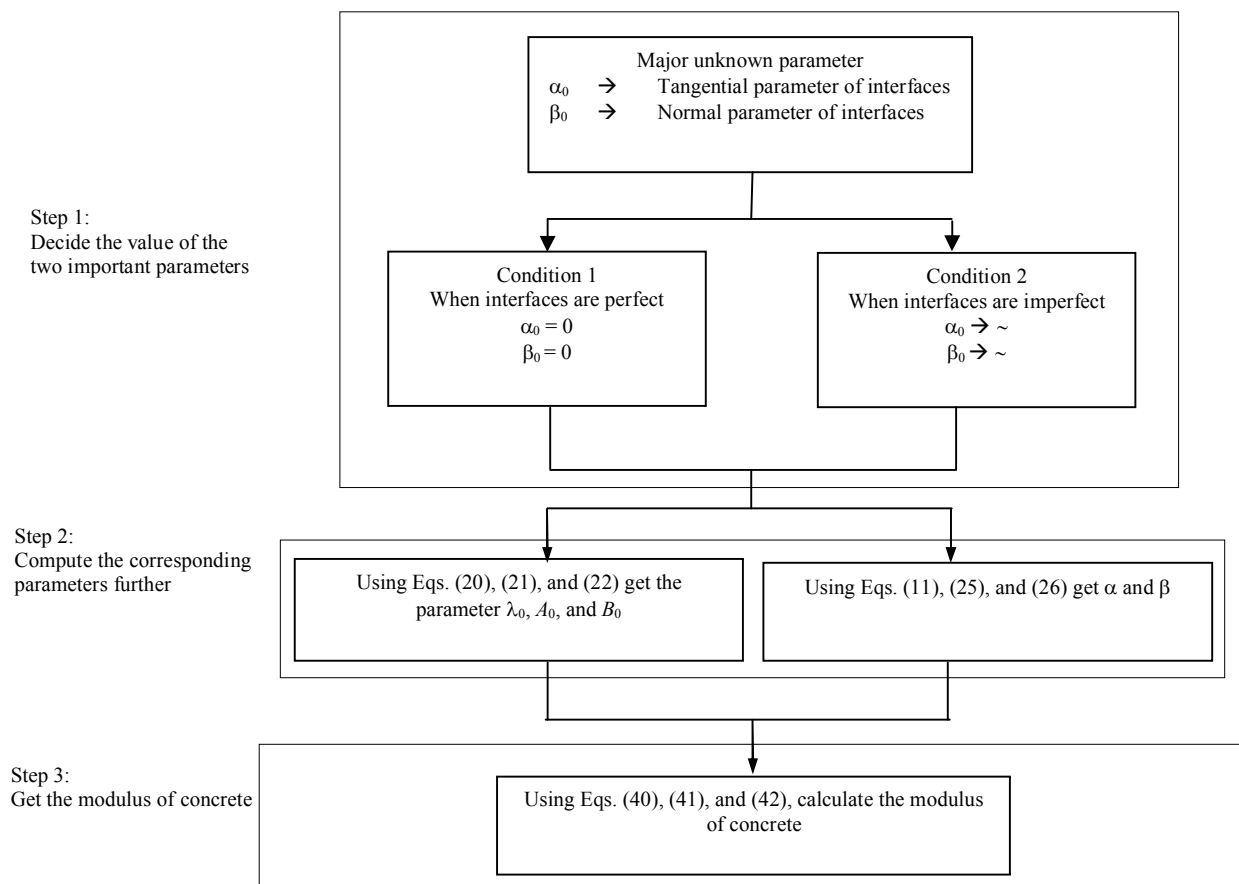 Major unknown parameter
α₀ → Tangential parameter of interfaces
β₀ → Normal parameter of interfaces
Step 1:
Decide the value of the
two important parameters
Condition 1
When interfaces are perfect
α₀ = 0
β₀ = 0
Condition 2
When interfaces are imperfect
α₀ → ~
β₀ → ~
Step 2:
Compute the corresponding
parameters further
Using Eqs. (20), (21), and (22) get the
parameter λ₀, A₀, and B₀
Using Eqs. (11), (25), and (26) get α and β
Step 3:
Get the modulus of concrete
Using Eqs. (40), (41), and (42), calculate the modulus
of concrete